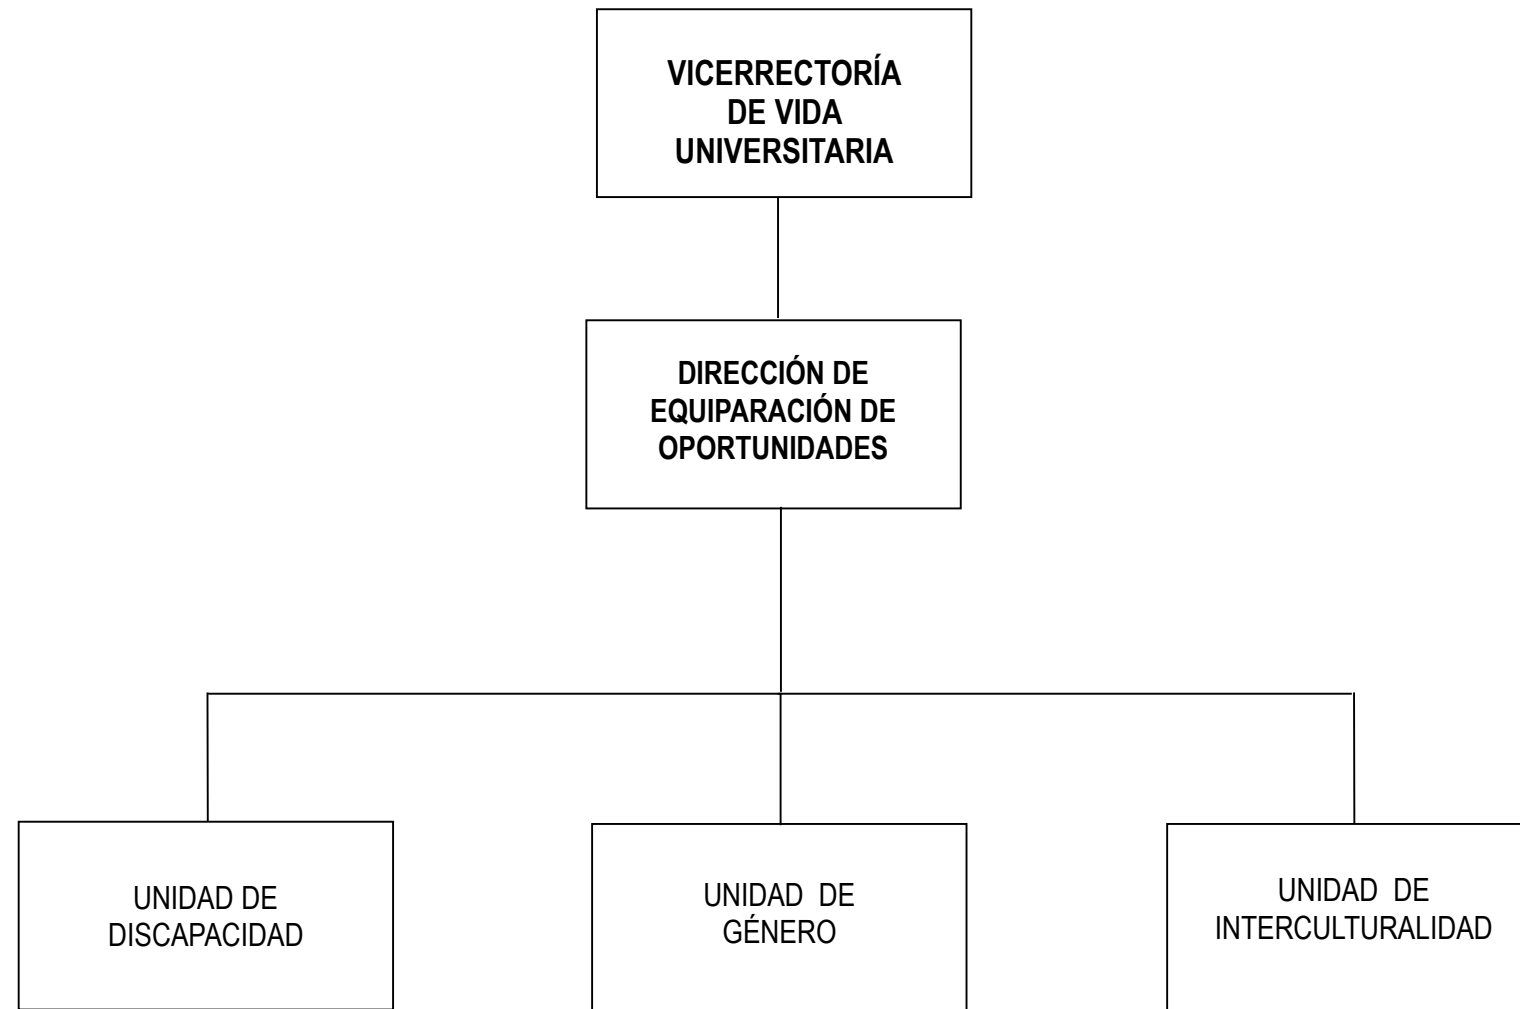 VICERRECTORÍA
DE VIDA
UNIVERSITARIA
DIRECCIÓN DE
EQUIPARACIÓN DE
OPORTUNIDADES
UNIDAD DE
DISCAPACIDAD
UNIDAD DE
GÉNERO
UNIDAD DE
INTERCULTURALIDAD